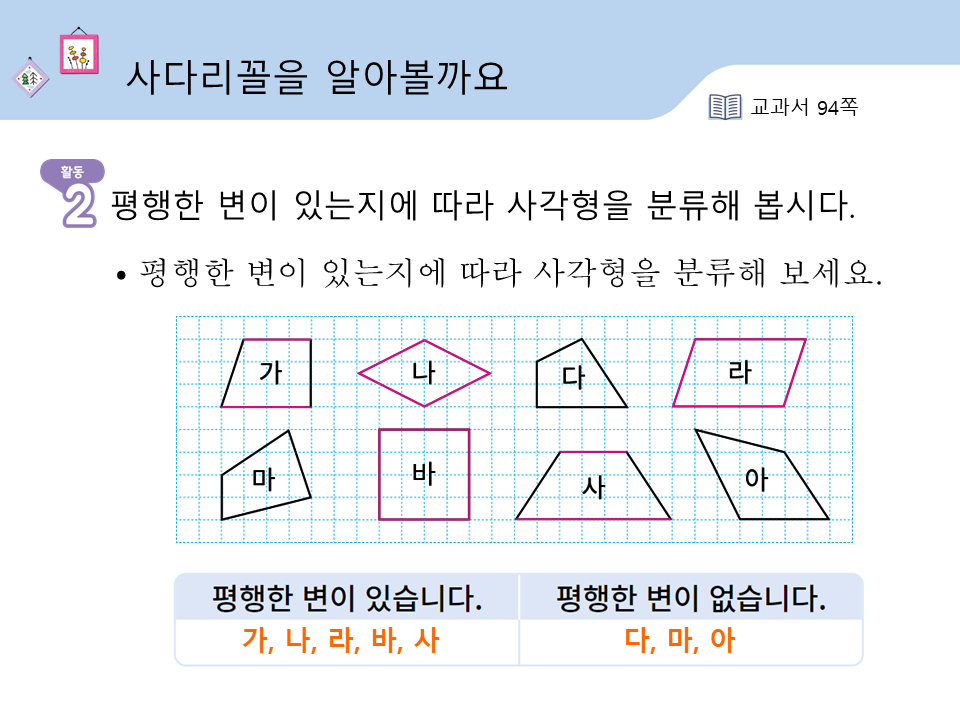 사다리꼴을 알아볼까요
교과서 94쪽
활동
2 평행한 변이 있는지에 따라 사각형을 분류해 봅시다.
• 평행한 변이 있는지에 따라 사각형을 분류해 보세요.
가 나 다 라
마 바 사 아
평행한 변이 있습니다. 평행한 변이 없습니다.
가, 나, 라, 바, 사 다, 마, 아